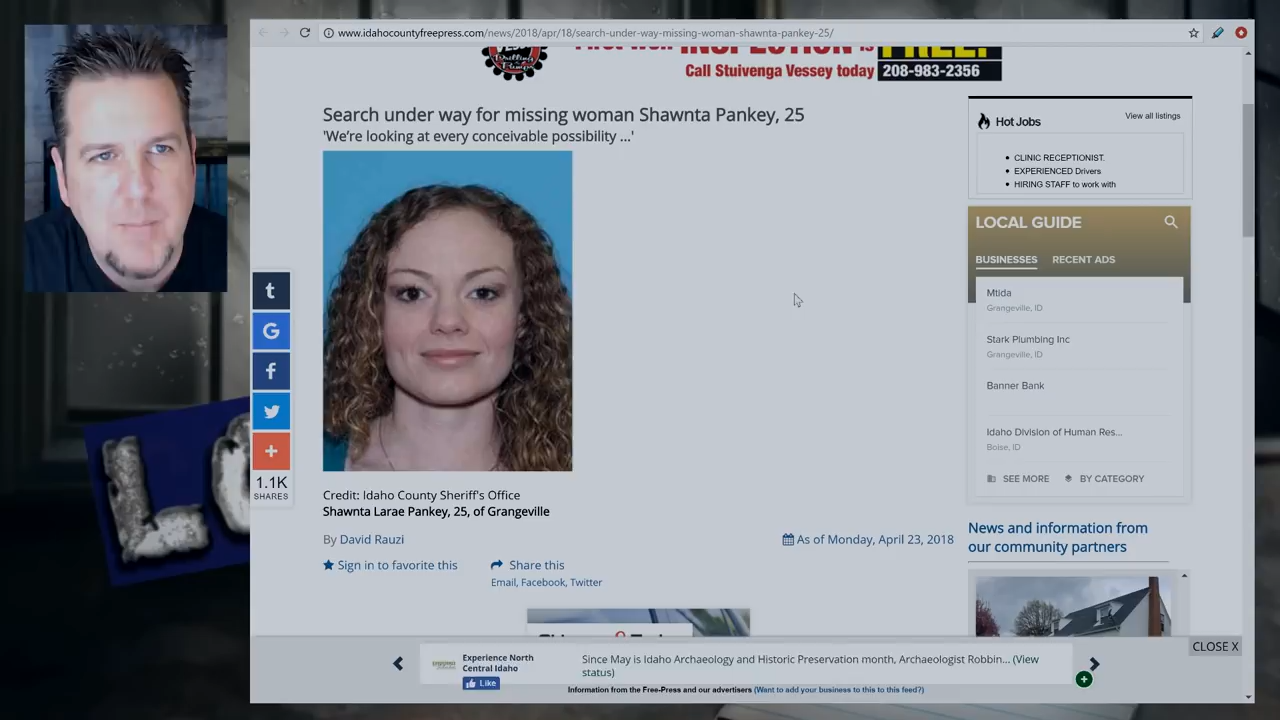 www.idahocountyfreepress.com/news/2018/apr/18/search-under-way-missing-woman-shawnta-pankey-25/
INSPECTION is
FREE!
Call Stuivenga Vessey today
208-983-2356
Search under way for missing woman Shawnta Pankey, 25
'We're looking at every conceivable possibility ...'
Hot Jobs
View all listings
CLINIC RECEPTIONIST.
EXPERIENCED Drivers
HIRING STAFF to work with
LOCAL GUIDE
BUSINESSES
RECENT ADS
Mtida
Grangeville, ID
Stark Plumbing Inc
Grangeville, ID
Banner Bank
Idaho Division of Human Res...
Boise, ID
SEE MORE
BY CATEGORY
1.1K
SHARES
Credit: Idaho County Sheriff's Office
Shawnta Larae Pankey, 25, of Grangeville
By David Rauzi
As of Monday, April 23, 2018
Sign in to favorite this
Share this
Email, Facebook, Twitter
News and information from
our community partners
CLOSE X
Experience North
Central Idaho
Like
Since May is Idaho Archaeology and Historic Preservation month, Archaeologist Robbin... (View
status)
Information from the Free-Press and our advertisers (Want to add your business to this to this feed?)